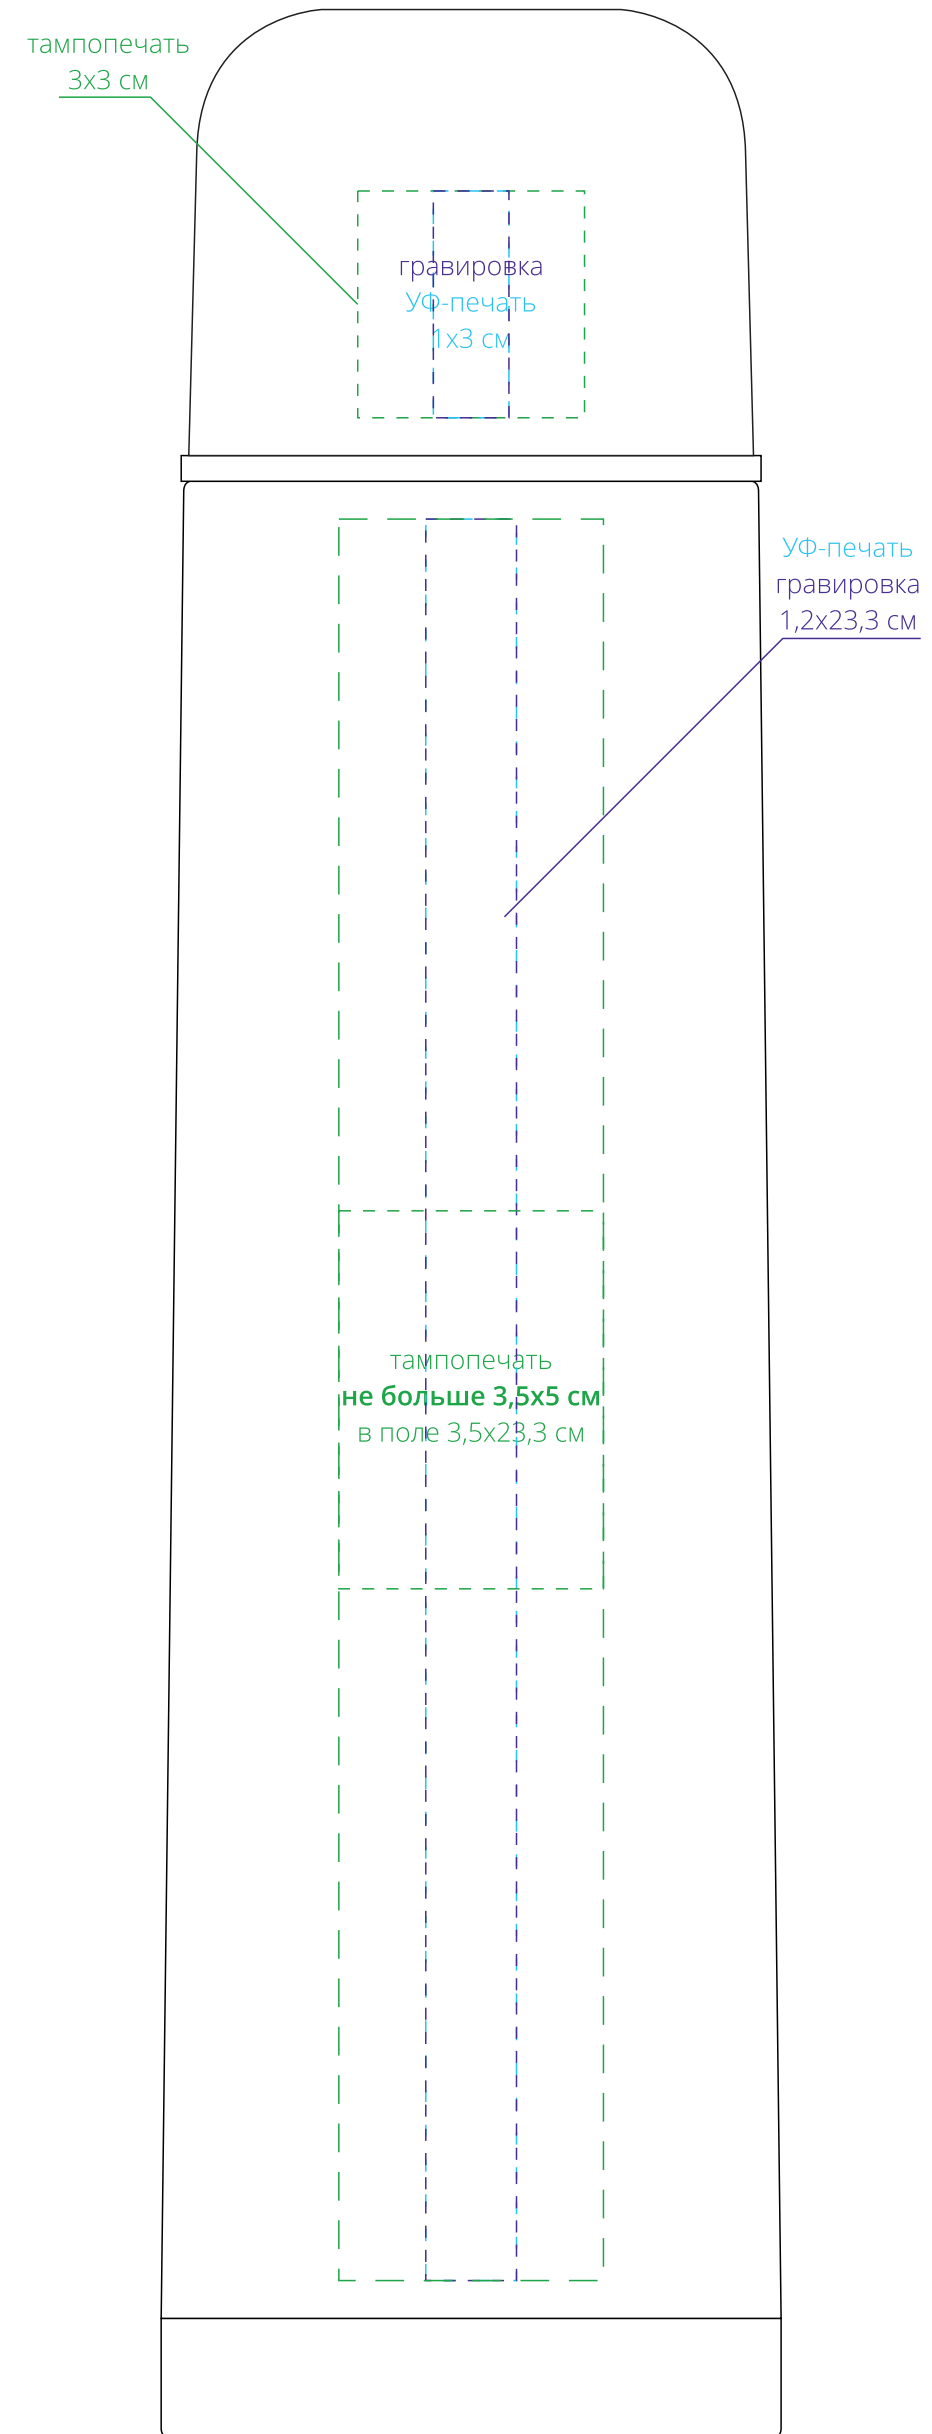 тампопечать
3х3 см
гравировка
УФ-печать
1х3 см
УФ-печать
гравировка
1,2х23,3 см
тампопечать
не больше 3,5х5 см
в поле 3,5х23,3 см